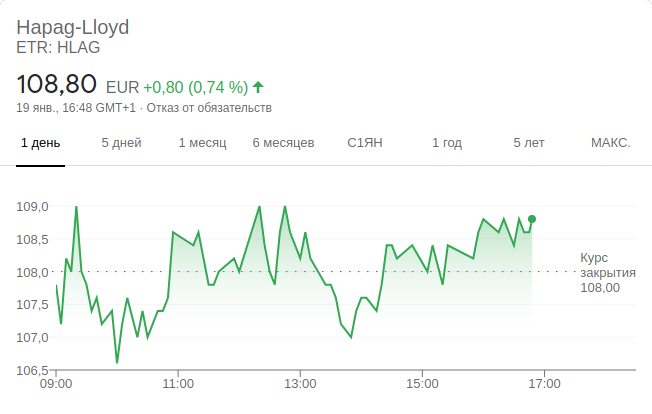 Hapag-Lloyd
ETR: HLAG
108,80 EUR +0,80 (0,74 %)
19 янв., 16:48 GMT+1 · Отказ от обязательств
1 день 5 дней 1 месяц 6 месяцев С1ЯН 1 год 5 лет МАКС.
109,0
108,5
108,0
107,5
107,0
106,5
Курс
закрытия
108,00
09:00 11:00 13:00 15:00 17:00